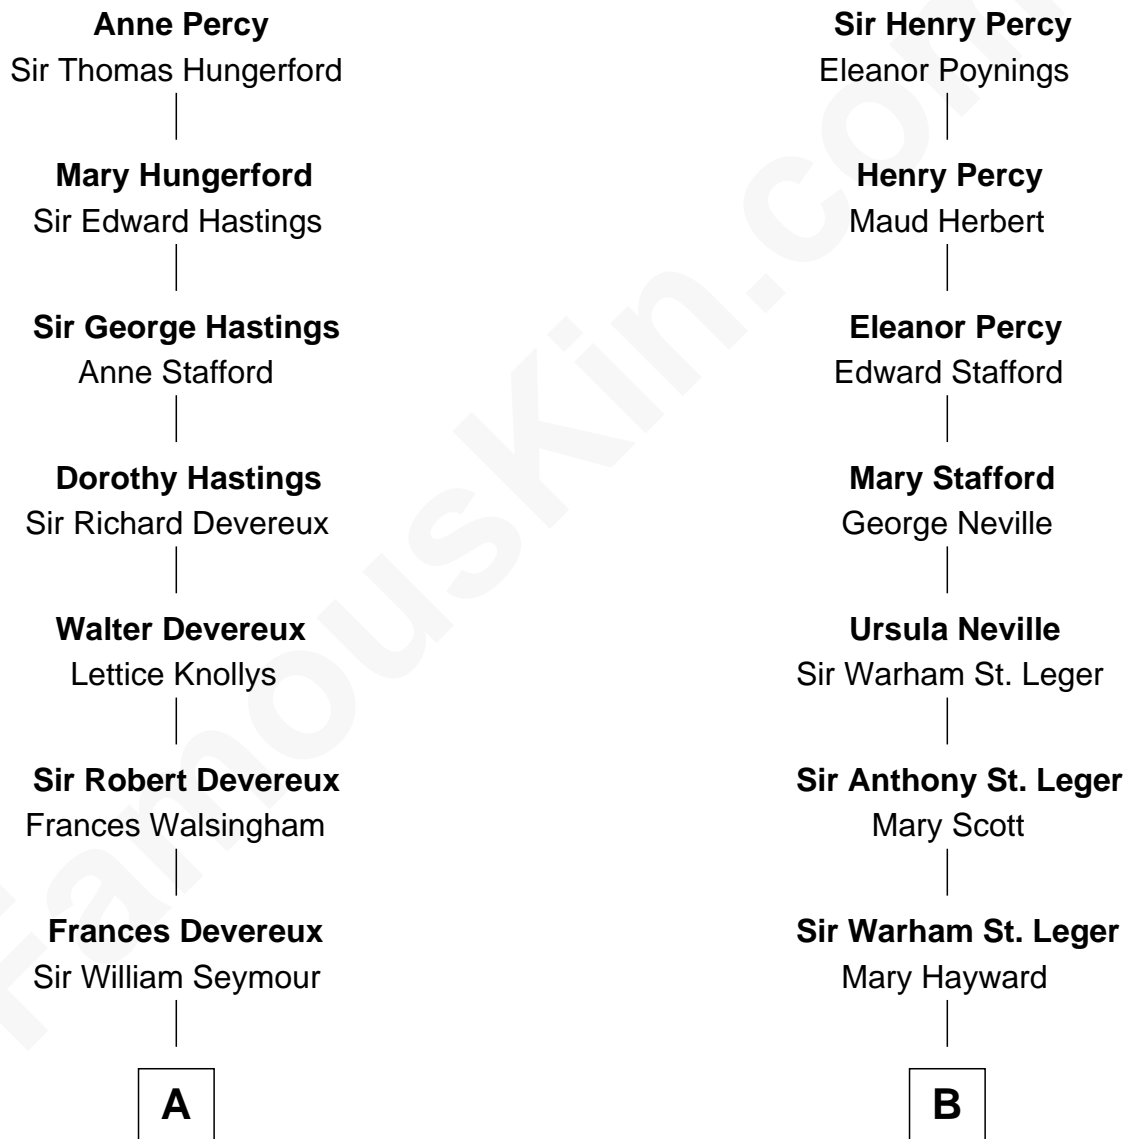 Anne Percy
Sir Thomas Hungerford
Mary Hungerford
Sir Edward Hastings
Sir George Hastings
Anne Stafford
Dorothy Hastings
Sir Richard Devereux
Walter Devereux
Lettice Knollys
Sir Robert Devereux
Frances Walsingham
Frances Devereux
Sir William Seymour
A
Sir Henry Percy
Eleanor Poynings
Henry Percy
Maud Herbert
Eleanor Percy
Edward Stafford
Mary Stafford
George Neville
Ursula Neville
Sir Warham St. Leger
Sir Anthony St. Leger
Mary Scott
Sir Warham St. Leger
Mary Hayward
B
FamousKin.com